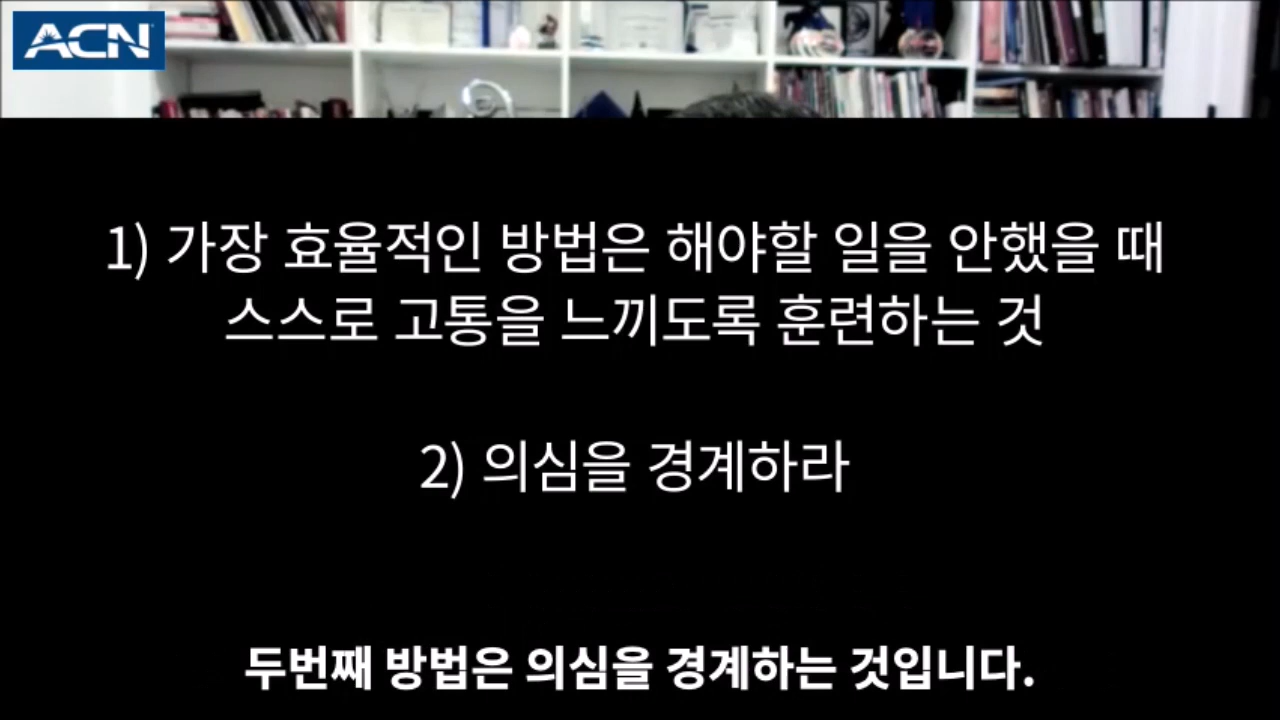 ACN
1) 가장 효율적인 방법은 해야할 일을 안했을 때
스스로 고통을 느끼도록 훈련하는 것
2) 의심을 경계하라
두번째 방법은 의심을 경계하는 것입니다.